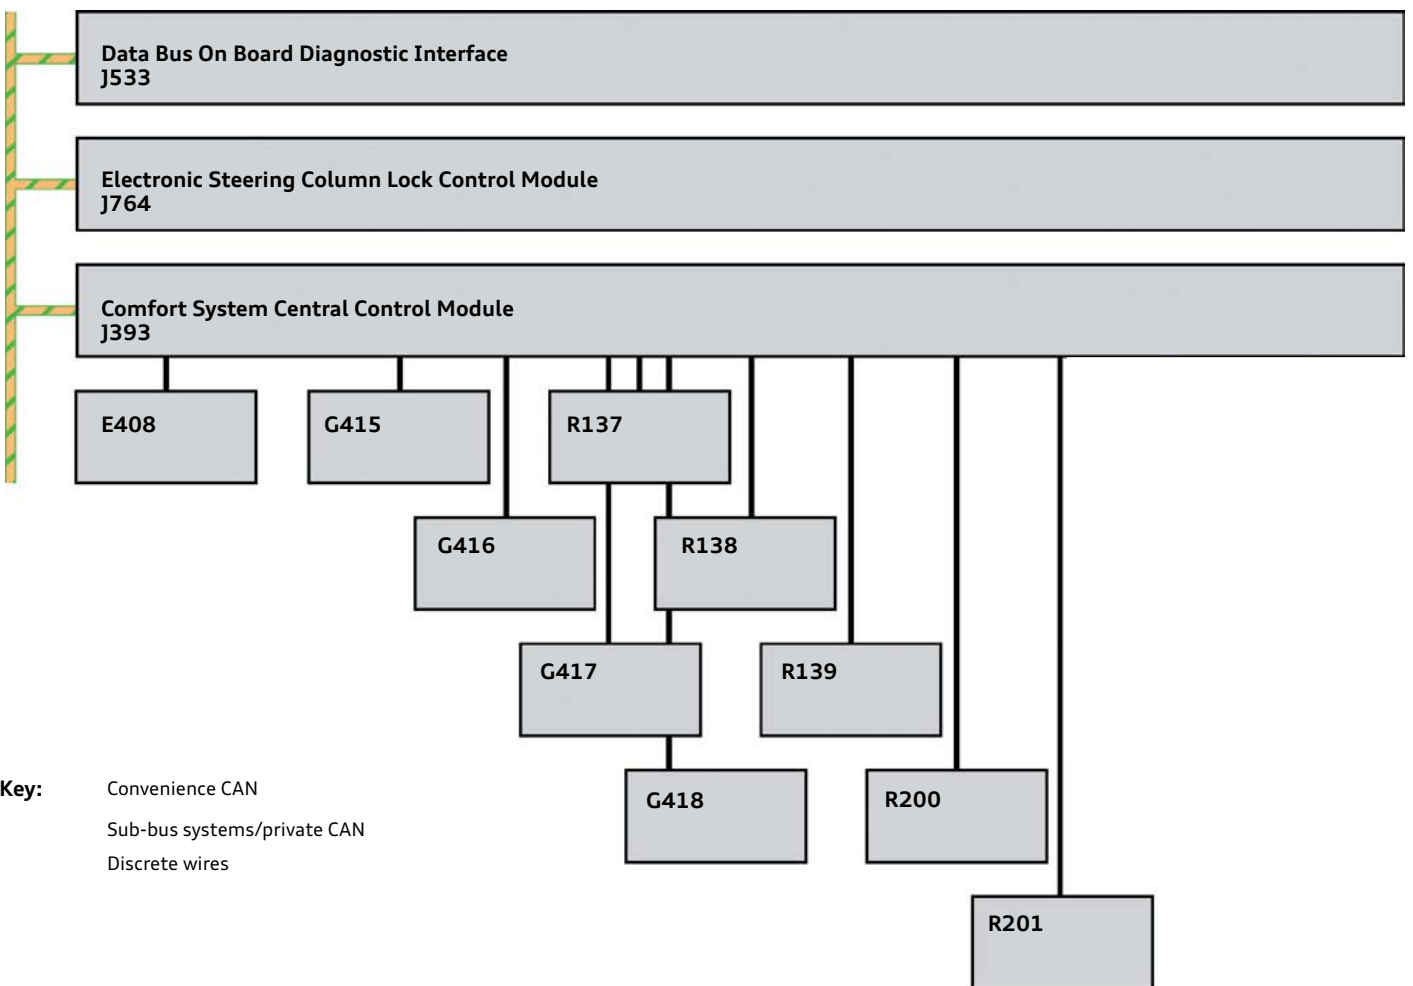 Data Bus On Board Diagnostic Interface
J533
Electronic Steering Column Lock Control Module
J764
Comfort System Central Control Module
J393
E408
G415
R137
G416
R138
G417
R139
G418
R200
R201
Key:
Convenience CAN
Sub-bus systems/private CAN
Discrete wires